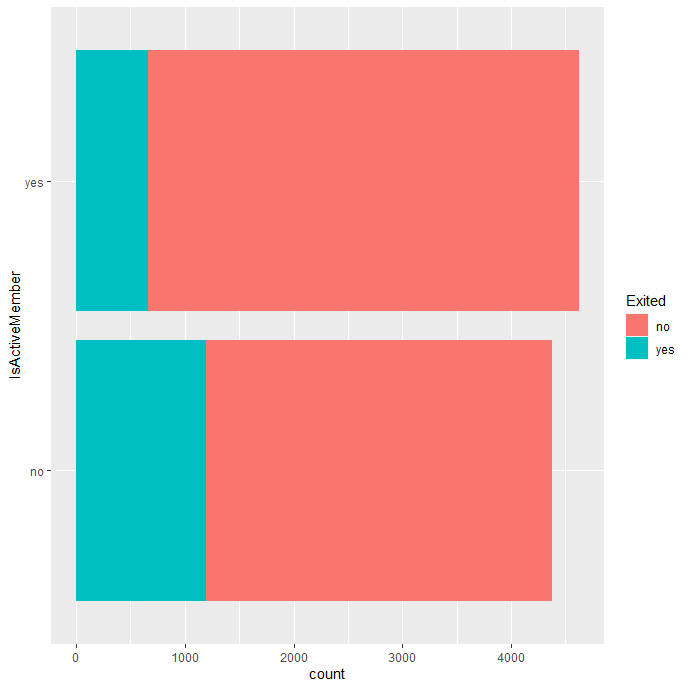 yes
no
IsActiveMember
0 1000 2000 3000 4000
count
Exited
no
yes